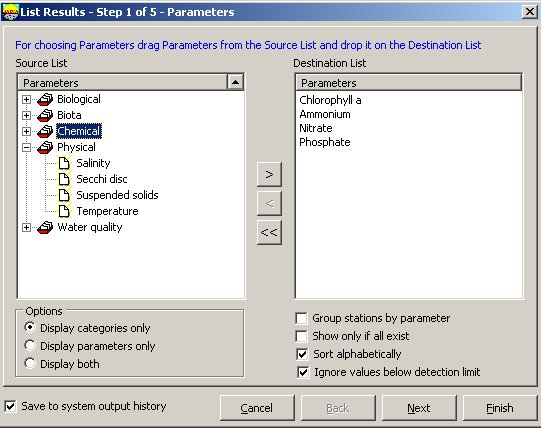 List Results - Step 1 of 5 - Parameters
For choosing Parameters drag Parameters from the Source List and drop it on the Destination List
Source List
Destination List
Parameters
Parameters
Biological
Biota
Chemical
Physical
Salinity
Secchi disc
Suspended solids
Temperature
Water quality
Chlorophyll a
Ammonium
Nitrate
Phosphate
>
<
<<
Options
Display categories only
Display parameters only
Display both
Group stations by parameter
Show only if all exist
Sort alphabetically
Ignore values below detection limit
Save to system output history
Cancel
Back
Next
Finish